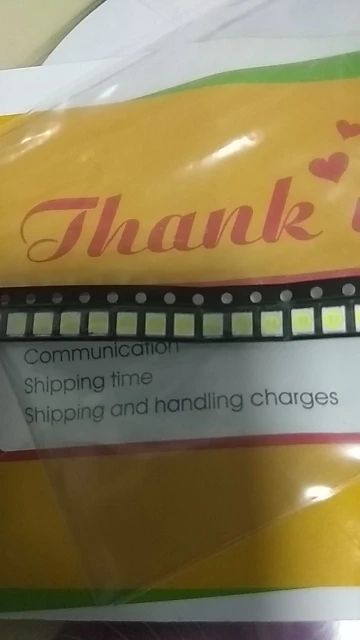 Thank
Communication
Shipping time
Shipping and handling charges